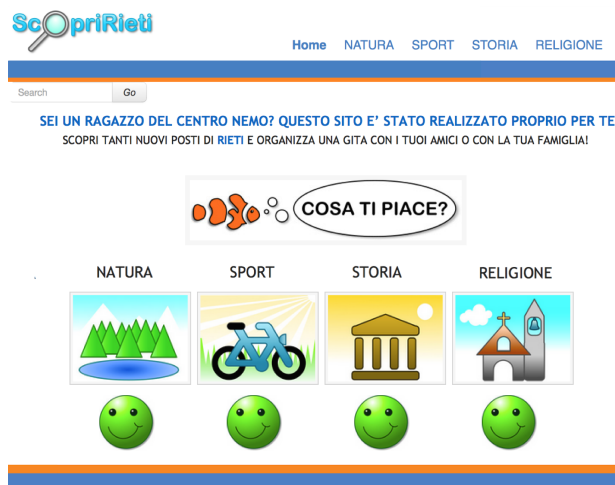 ScopriRieti
Home NATURA SPORT STORIA RELIGIONE
Search Go
SEI UN RAGAZZO DEL CENTRO NEMO? QUESTO SITO E' STATO REALIZZATO PROPRIO PER TE
SCOPRI TANTI NUOVI POSTI DI RIETI E ORGANIZZA UNA GITA CON I TUOI AMICI O CON LA TUA FAMIGLIA!
COSA TI PIACE?
NATURA SPORT STORIA RELIGIONE